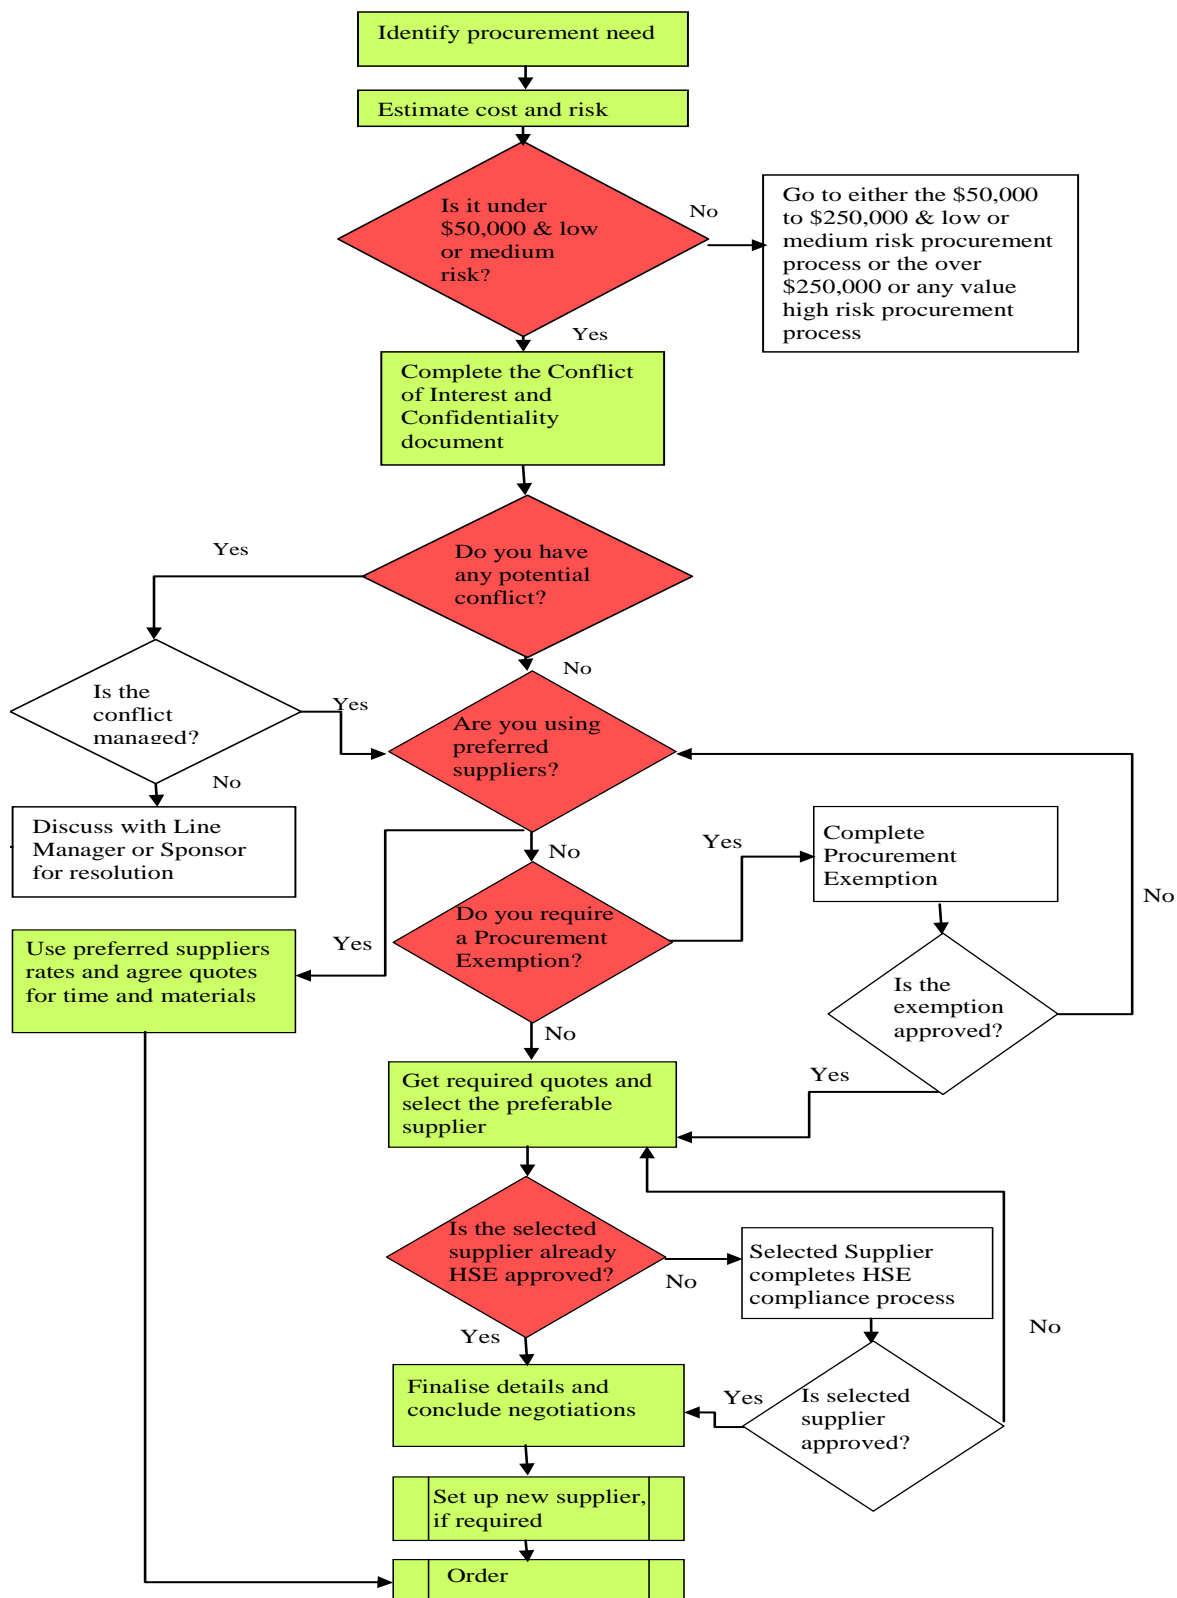 Identify procurement need
Estimate cost and risk
Is it under
$50,000 & low
or medium
risk?
No
Go to either the $50,000
to $250,000 & low or
medium risk procurement
process or the over
$250,000 or any value
high risk procurement
process
Yes
Complete the Conflict
of Interest and
Confidentiality
document
Do you have
any potential
conflict?
Yes
No
Is the
conflict
managed?
Yes
No
Are you using
preferred
suppliers?
Discuss with Line
Manager or Sponsor
for resolution
No
Yes
Do you require
a Procurement
Exemption?
Yes
Complete
Procurement
Exemption
No
Use preferred suppliers
rates and agree quotes
for time and materials
Is the
exemption
approved?
No
Yes
Get required quotes and
select the preferable
supplier
Is the selected
supplier already
HSE approved?
No
Selected Supplier
completes HSE
compliance process
No
Yes
Finalise details and
conclude negotiations
Yes
Is selected
supplier
approved?
Set up new supplier,
if required
Order